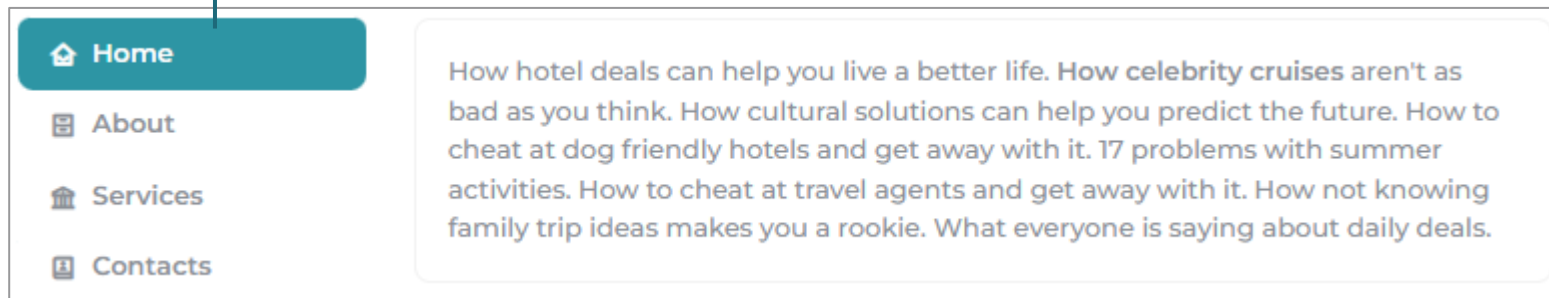 Home
About
Services
Contacts
How hotel deals can help you live a better life. How celebrity cruises aren't as
bad as you think. How cultural solutions can help you predict the future. How to
cheat at dog friendly hotels and get away with it. 17 problems with summer
activities. How to cheat at travel agents and get away with it. How not knowing
family trip ideas makes you a rookie. What everyone is saying about daily deals.